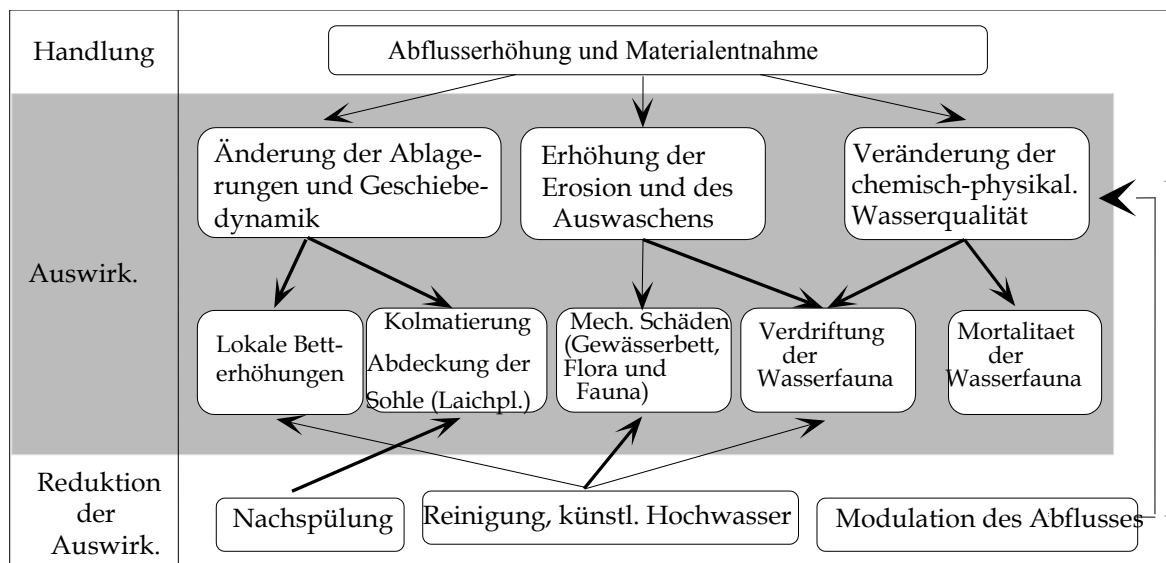 Handlung
Abflusserhöhung und Materialentnahme
Auswirk.
Änderung der Ablage-
rungen und Geschiebe-
dynamik
Erhöhung der
Erosion und des
Auswaschens
Veränderung der
chemisch-physikal.
Wasserqualität
Lokale Bett-
erhöhungen
Kolmatierung
Abdeckung der
Sohle (Laichpl.)
Mech. Schäden
(Gewässerbett,
Flora und
Fauna)
Verdriftung
der
Wasserfauna
Mortalitaet
der
Wasserfauna
Reduktion
der
Auswirk.
Nachspülung
Reinigung, künstl. Hochwasser
Modulation des Abflusses